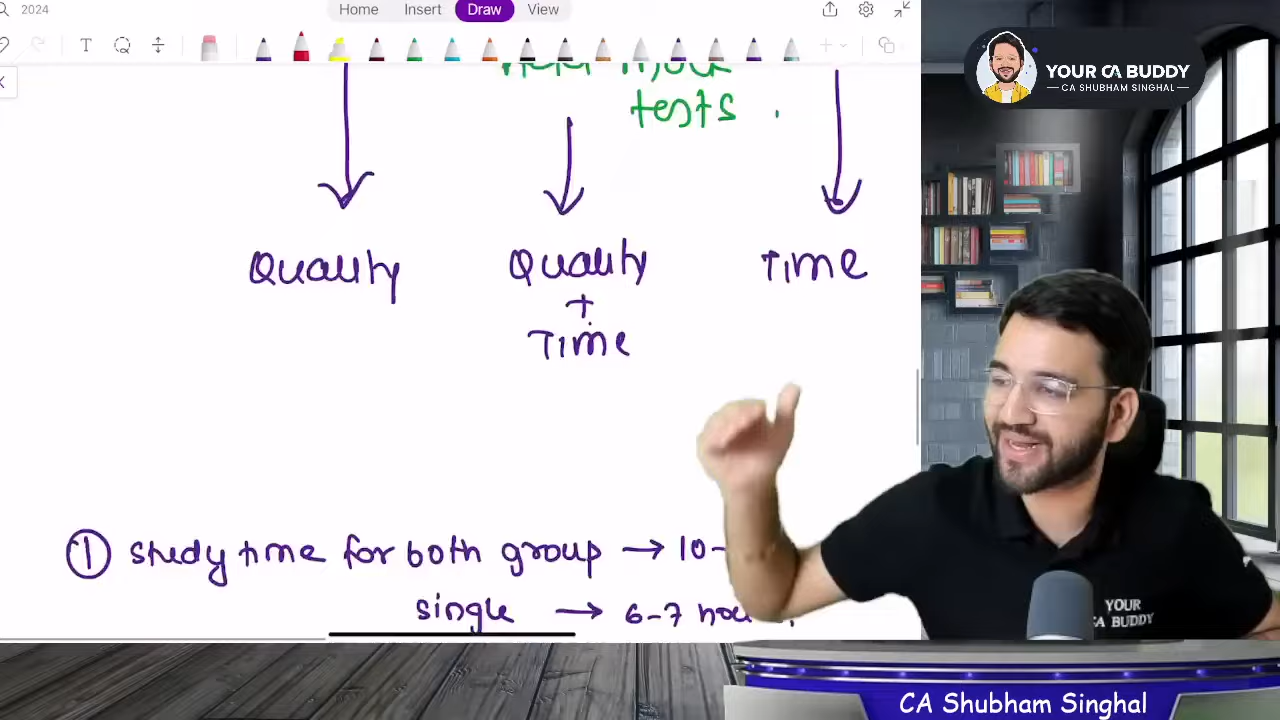 2024
Home Insert Draw View
T
YOUR CA BUDDY
CA SHUBHAM SINGHAL
tests .
Quality Quality Time
+
Time
① study time for both group → 10-
single → 6-7
YOUR
CA BUDDY
CA Shubham Singhal